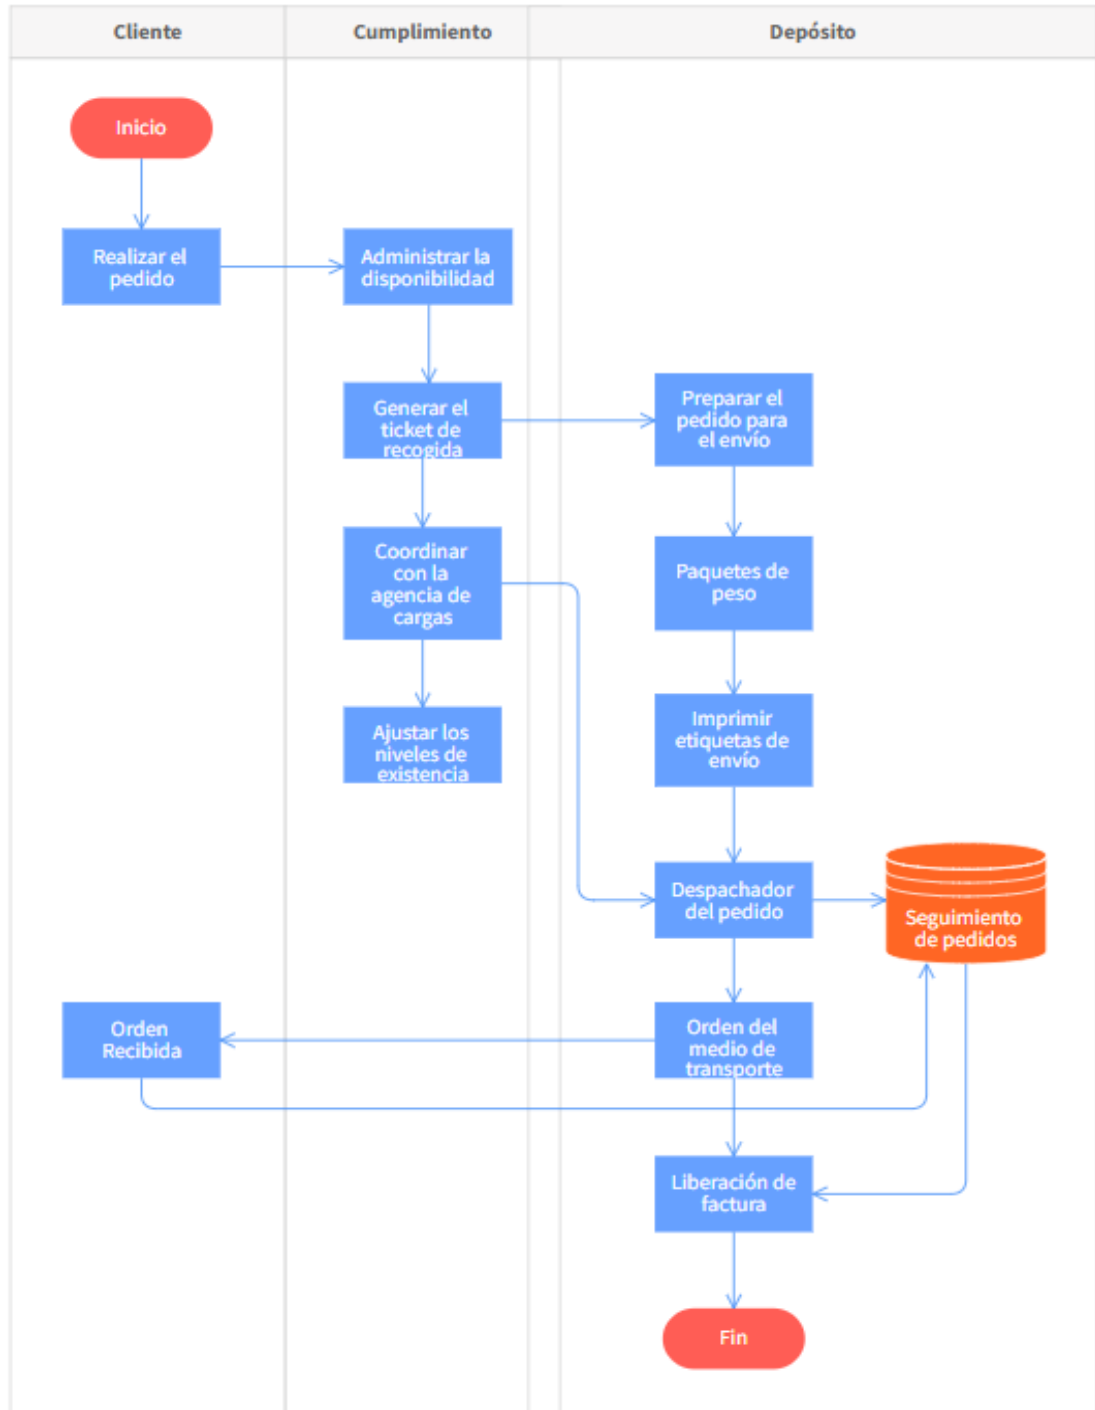 Cliente
Cumplimiento
Depósito
Inicio
Realizar el
pedido
Administrar la
disponibilidad
Generar el
ticket de
recogida
Preparar el
pedido para
el envío
Coordinar
con la
agencia de
cargas
Paquetes de
peso
Ajustar los
niveles de
existencia
Imprimir
etiquetas de
envío
Despachador
del pedido
Seguimiento
de pedidos
Orden
Recibida
Orden del
medio de
transporte
Liberación de
factura
Fin